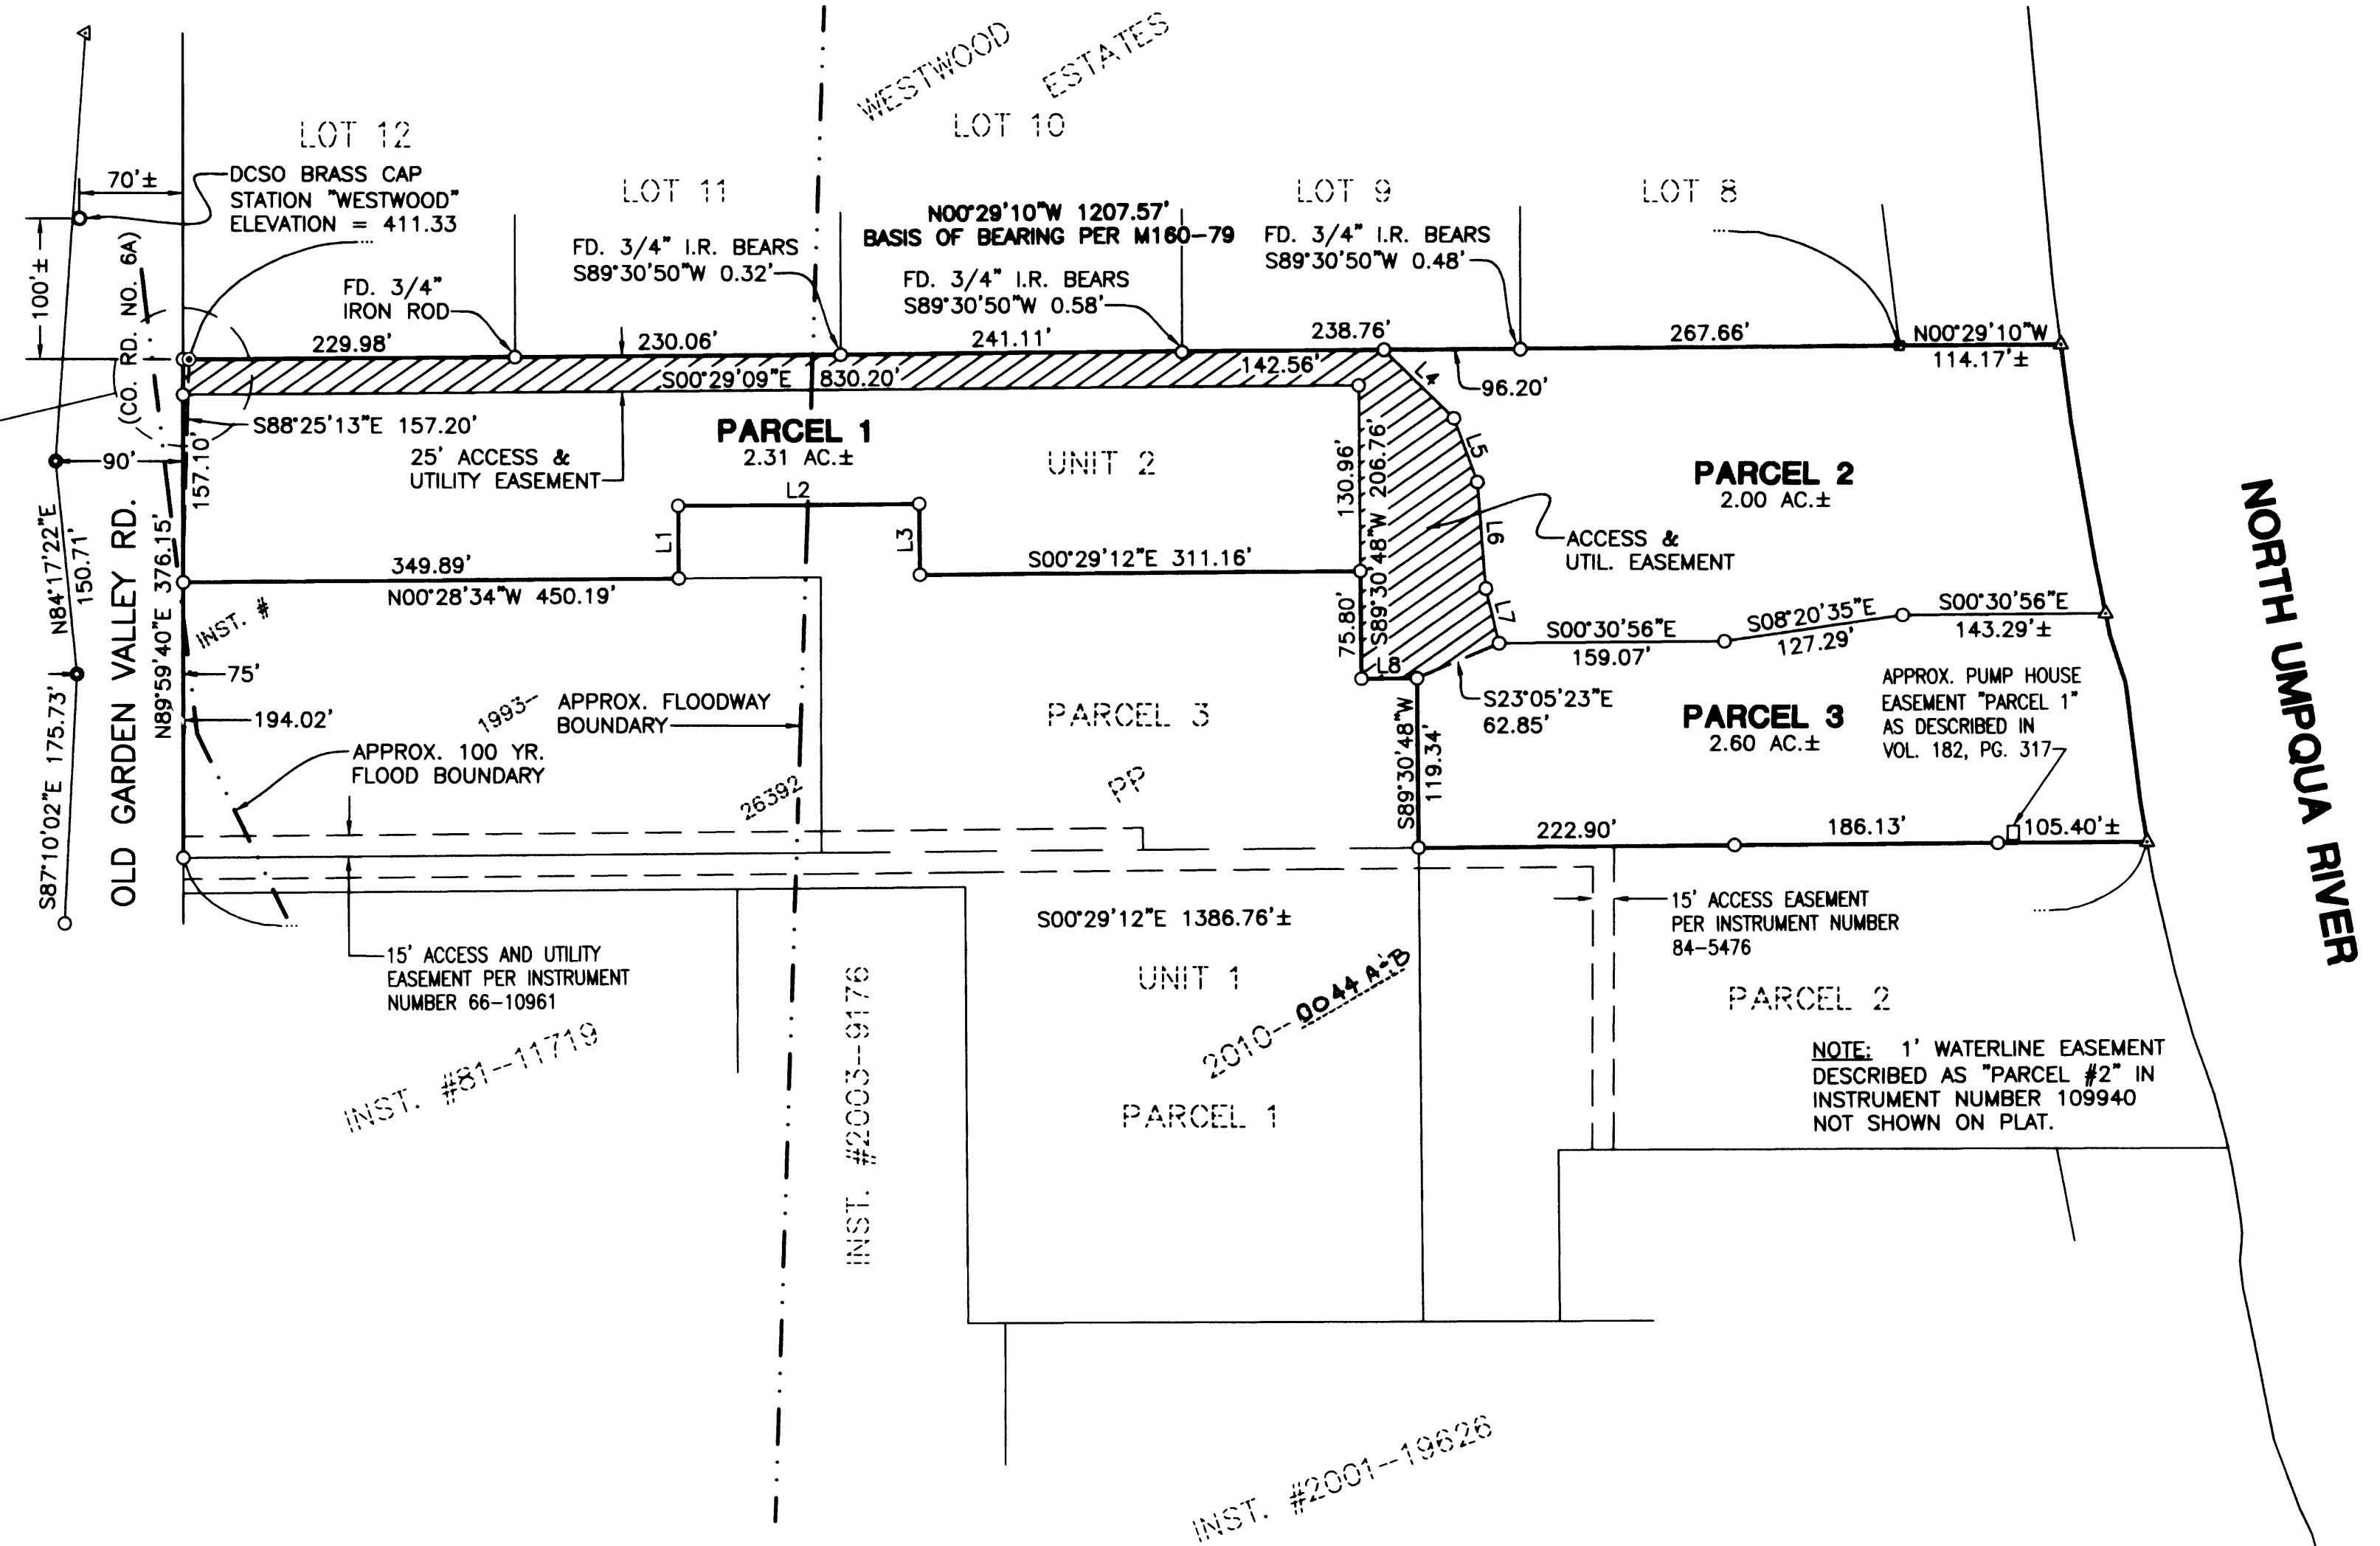 WESTWOOD
ESTATES
LOT 12
LOT 10
LOT 11
LOT 9
LOT 8
70'±
DCSO BRASS CAP
STATION "WESTWOOD"
ELEVATION = 411.33
100'±
(CO. RD. NO. 6A)
FD. 3/4"
IRON ROD
FD. 3/4" I.R. BEARS
S89°30'50"W 0.32'
N00°29'10"W 1207.57'
BASIS OF BEARING PER M160-79
FD. 3/4" I.R. BEARS
S89°30'50"W 0.58'
FD. 3/4" I.R. BEARS
S89°30'50"W 0.48'
...
...
229.98'
230.06'
241.11'
238.76'
267.66'
N00°29'10"W
114.17'±
S00°29'09"E 830.20'
142.56'
L4
96.20'
S88°25'13"E 157.20'
157.10'
90'
25' ACCESS &
UTILITY EASEMENT
PARCEL 1
2.31 AC.±
UNIT 2
130.96'
S89°30'48"W 206.76'
L5
L6
L7
PARCEL 2
2.00 AC.±
ACCESS &
UTIL. EASEMENT
L1
L2
L3
349.89'
N00°28'34"W 450.19'
S00°29'12"E 311.16'
75.80'
L8
N84°17'22"E
150.71'
OLD GARDEN VALLEY RD.
N89°59'40"E 376.15'
INST. #
75'
194.02'
S87°10'02"E 175.73'
1993-
26392
APPROX. FLOODWAY
BOUNDARY
APPROX. 100 YR.
FLOOD BOUNDARY
PARCEL 3
PP
S00°30'56"E
159.07'
S08°20'35"E
127.29'
S00°30'56"E
143.29'±
S23°05'23"E
62.85'
PARCEL 3
2.60 AC.±
APPROX. PUMP HOUSE
EASEMENT "PARCEL 1"
AS DESCRIBED IN
VOL. 182, PG. 317
S89°30'48"W
119.34'
222.90'
186.13'
105.40'±
NORTH UMPQUA RIVER
...
...
15' ACCESS AND UTILITY
EASEMENT PER INSTRUMENT
NUMBER 66-10961
S00°29'12"E 1386.76'±
15' ACCESS EASEMENT
PER INSTRUMENT NUMBER
84-5476
UNIT 1
2010-0044 A-B
PARCEL 1
PARCEL 2
INST. #81-11719
INST. #2003-9176
NOTE: 1' WATERLINE EASEMENT
DESCRIBED AS "PARCEL #2" IN
INSTRUMENT NUMBER 109940
NOT SHOWN ON PLAT.
INST. #2001-19626